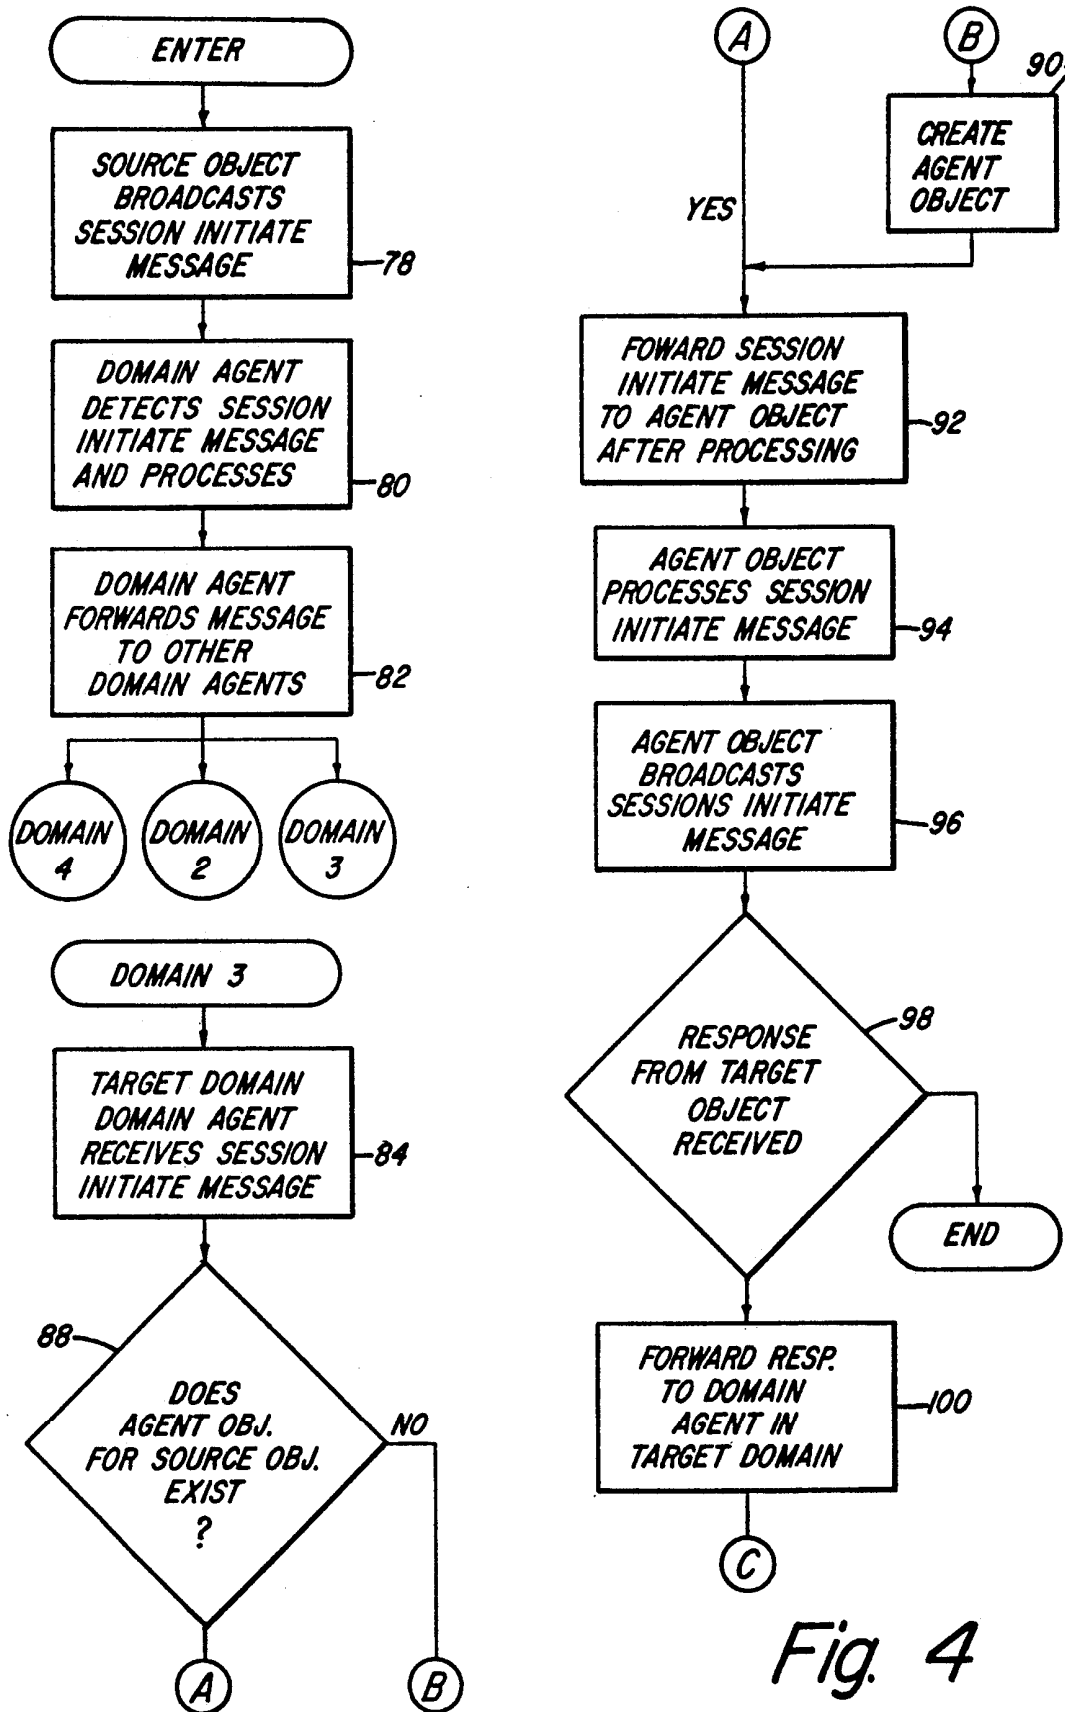 ENTER
SOURCE OBJECT
BROADCASTS
SESSION INITIATE
MESSAGE
78
DOMAIN AGENT
DETECTS SESSION
INITIATE MESSAGE
AND PROCESSES
80
DOMAIN AGENT
FORWARDS MESSAGE
TO OTHER
DOMAIN AGENTS
82
DOMAIN
4
DOMAIN
2
DOMAIN
3
DOMAIN 3
TARGET DOMAIN
DOMAIN AGENT
RECEIVES SESSION
INITIATE MESSAGE
84
88
DOES
AGENT OBJ.
FOR SOURCE OBJ.
EXIST
?
NO
A
B
A
B
90
CREATE
AGENT
OBJECT
YES
FOWARD SESSION
INITIATE MESSAGE
TO AGENT OBJECT
AFTER PROCESSING
92
AGENT OBJECT
PROCESSES SESSION
INITIATE MESSAGE
94
AGENT OBJECT
BROADCASTS
SESSIONS INITIATE
MESSAGE
96
98
RESPONSE
FROM TARGET
OBJECT
RECEIVED
END
FORWARD RESP.
TO DOMAIN
AGENT IN
TARGET DOMAIN
100
C
Fig. 4